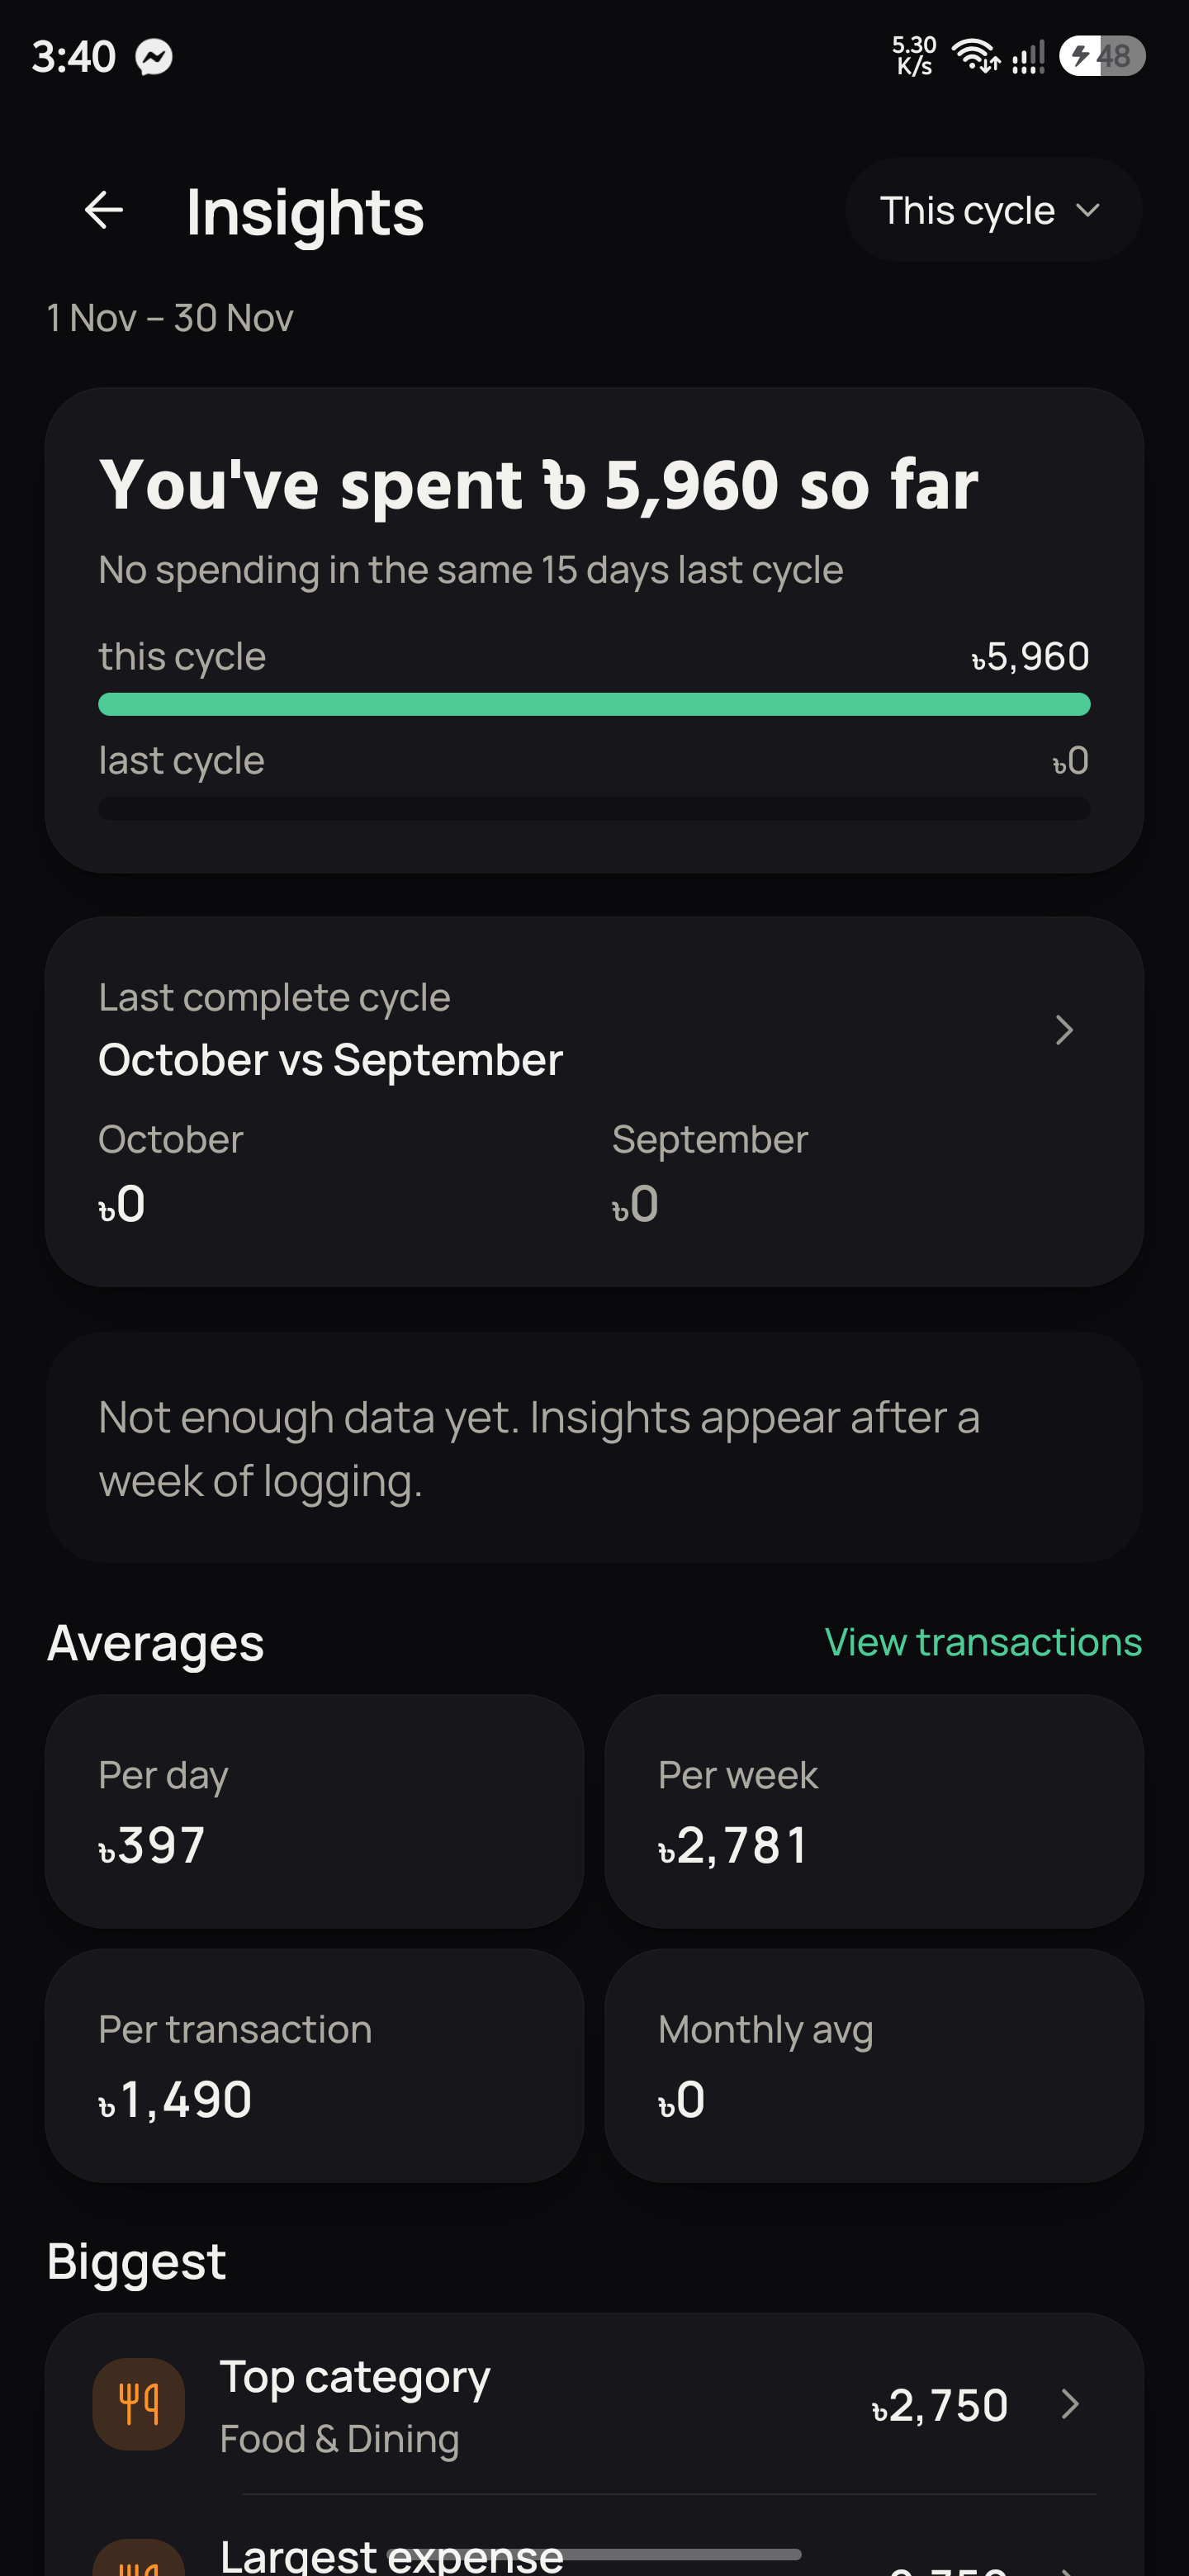 3:40
5.30
K/s
48
Insights
This cycle
1 Nov – 30 Nov
You've spent ৳ 5,960 so far
No spending in the same 15 days last cycle
this cycle ৳5,960
last cycle ৳0
Last complete cycle
October vs September
October September
৳0 ৳0
Not enough data yet. Insights appear after a
week of logging.
Averages View transactions
Per day Per week
৳397 ৳2,781
Per transaction Monthly avg
৳1,490 ৳0
Biggest
Top category
৳2,750
Food & Dining
Largest expense